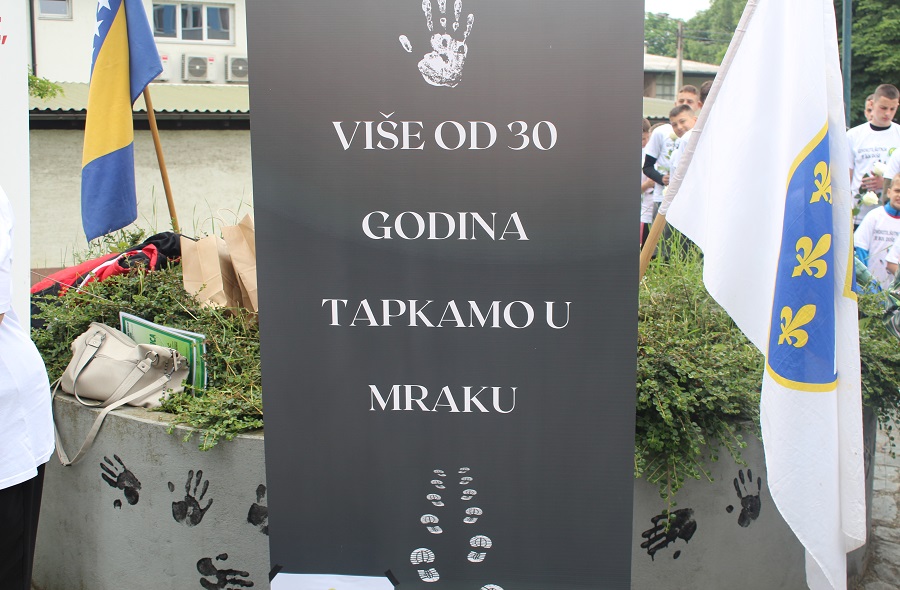 VIŠE OD 30
GODINA
TAPKAMO U
MRAKU